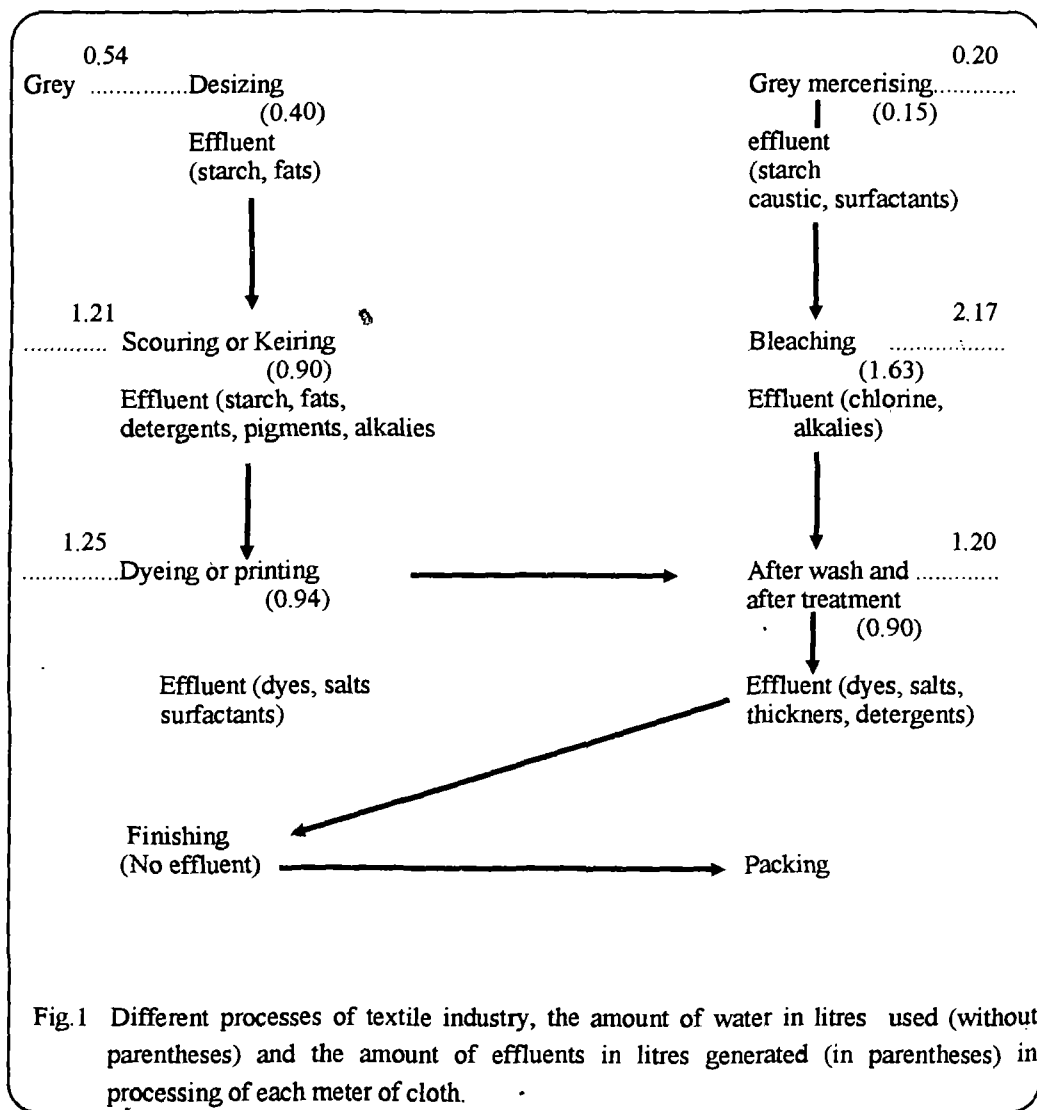 0.54
Grey ...............Desizing
(0.40)
Effluent
(starch, fats)
0.20
Grey mercerising.............
(0.15)
effluent
(starch
caustic, surfactants)
1.21
............. Scouring or Keiring
(0.90)
Effluent (starch, fats,
detergents, pigments, alkalies
2.17
Bleaching ..................
(1.63)
Effluent (chlorine,
alkalies)
1.25
...............Dyeing or printing
(0.94)
Effluent (dyes, salts
surfactants)
1.20
After wash and .............
after treatment
(0.90)
Effluent (dyes, salts,
thickners, detergents)
Finishing
(No effluent)
Packing
Fig.1 Different processes of textile industry, the amount of water in litres used (without
parentheses) and the amount of effluents in litres generated (in parentheses) in
processing of each meter of cloth.